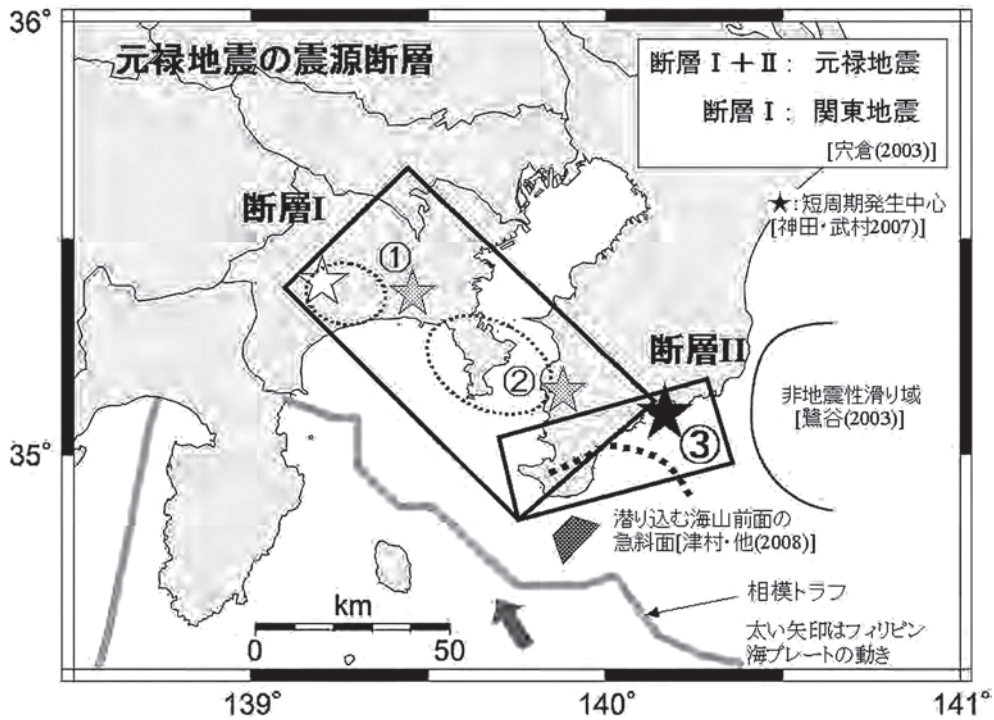 36°
元禄地震の震源断層
断層 I + II : 元禄地震
断層 I : 関東地震
[宍倉(2003)]
★:短周期発生中心
[神田・武村2007)]
断層I
①
②
断層II
③
非地震性滑り域
[鷺谷(2003)]
35°
潜り込む海山前面の
急斜面[津村・他(2008)]
相模トラフ
太い矢印はフィリピン
海プレートの動き
km
0 50
139° 140° 141°